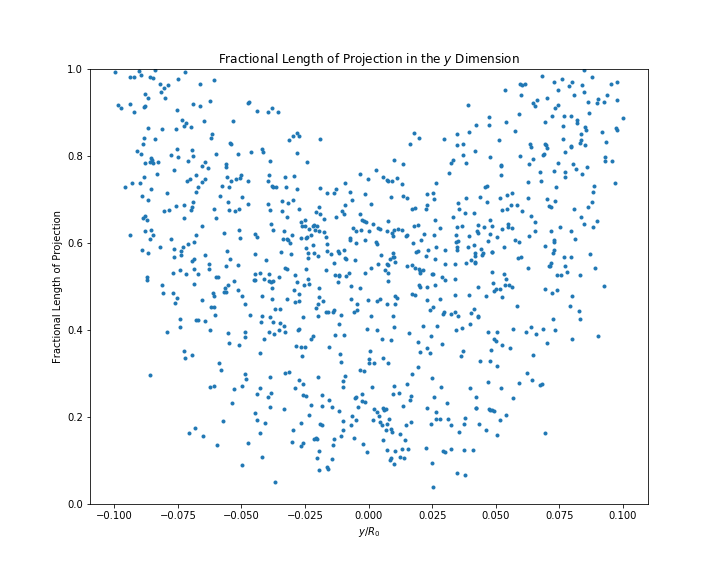 Fractional Length of Projection in the y Dimension
1.0
0.8
0.6
0.4
0.2
0.0
Fractional Length of Projection
−0.100 −0.075 −0.050 −0.025 0.000 0.025 0.050 0.075 0.100
y/R₀